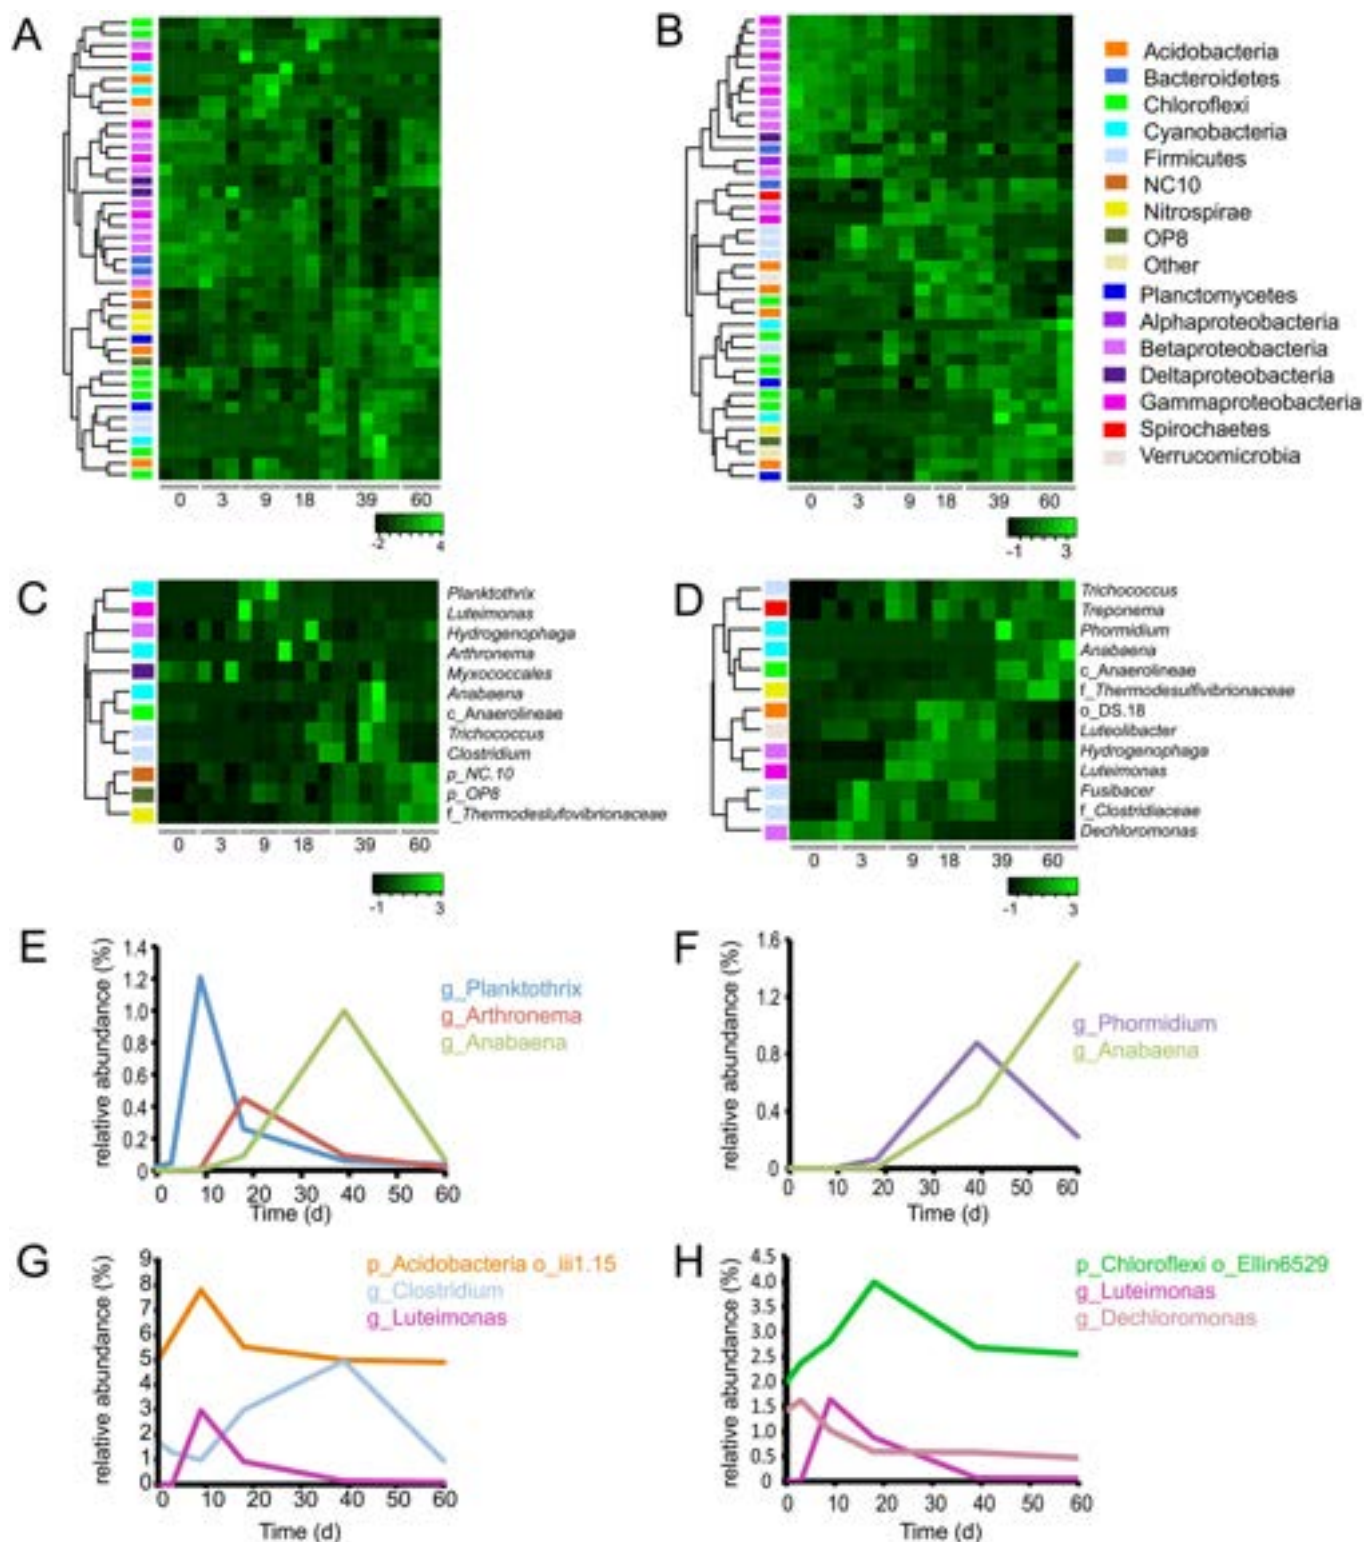 A
0 3 9 18 39 60
-2 4
B
0 3 9 18 39 60
-1 3
Acidobacteria
Bacteroidetes
Chloroflexi
Cyanobacteria
Firmicutes
NC10
Nitrospirae
OP8
Other
Planctomycetes
Alphaproteobacteria
Betaproteobacteria
Deltaproteobacteria
Gammaproteobacteria
Spirochaetes
Verrucomicrobia
C
Planktothrix
Luteimonas
Hydrogenophaga
Arthronema
Myxococcales
Anabaena
c_Anaerolineae
Trichococcus
Clostridium
p_NC.10
p_OP8
f_Thermodeslufovibrionaceae
0 3 9 18 39 60
-1 3
D
Trichococcus
Treponema
Phormidium
Anabaena
c_Anaerolineae
f_Thermodesulfivibrionaceae
o_DS.18
Luteolibacter
Hydrogenophaga
Luteimonas
Fusibacer
f_Clostridiaceae
Dechloromonas
0 3 9 18 39 60
-1 3
E
relative abundance (%)
1.4
1.2
1.0
0.8
0.6
0.4
0.2
0
0 10 20 30 40 50 60
Time (d)
g_Planktothrix
g_Arthronema
g_Anabaena
F
relative abundance (%)
1.6
1.2
0.8
0.4
0
0 10 20 30 40 50 60
Time (d)
g_Phormidium
g_Anabaena
G
relative abundance (%)
9
8
7
6
5
4
3
2
1
0
0 10 20 30 40 50 60
Time (d)
p_Acidobacteria o_iii1.15
g_Clostridium
g_Luteimonas
H
relative abundance (%)
4.5
4.0
3.5
3.0
2.5
2.0
1.5
1.0
0.5
0
0 10 20 30 40 50 60
Time (d)
p_Chloroflexi o_Ellin6529
g_Luteimonas
g_Dechloromonas